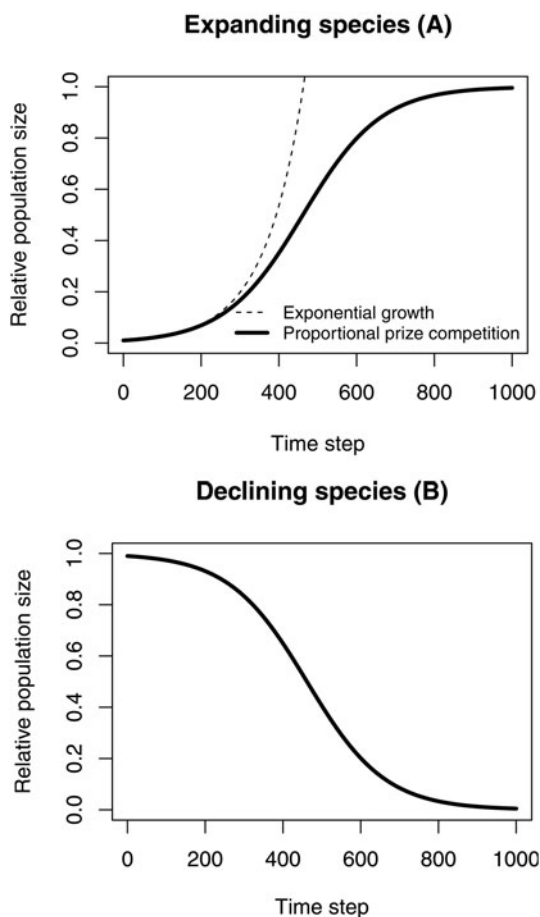 Expanding species (A)
Relative population size
1.0
0.8
0.6
0.4
0.2
0.0
Exponential growth
Proportional prize competition
0 200 400 600 800 1000
Time step
Declining species (B)
Relative population size
1.0
0.8
0.6
0.4
0.2
0.0
0 200 400 600 800 1000
Time step